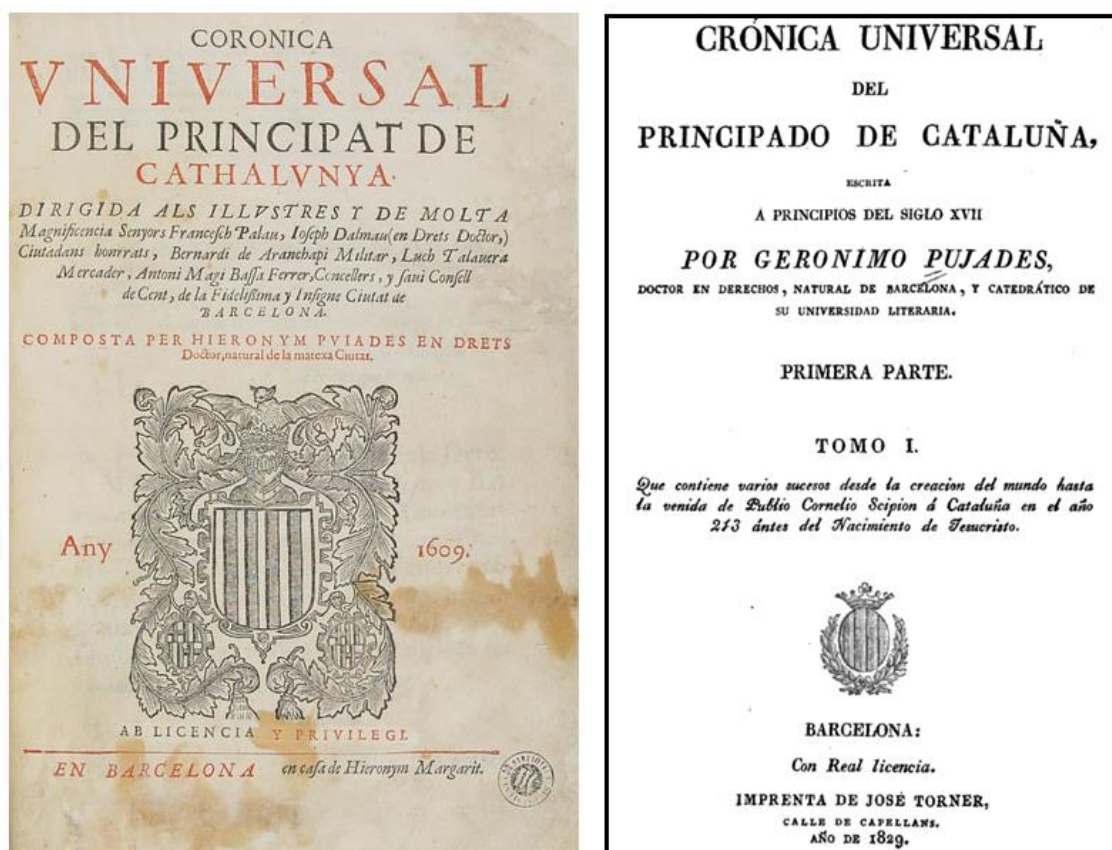 CORONICA
VNIVERSAL
DEL PRINCIPAT DE
CATHALVNYA.
DIRIGIDA ALS ILLVSTRES Y DE MOLTA
Magnificencia Senyors Francesch Palau, Ioseph Dalmau (en Drets Doctor,)
Ciutadans honrrats, Bernardi de Aranchapi Militar, Luch Talauera
Mercader, Antoni Magi Bassa Ferrer, Concellers, y saui Consell
de Cent, de la Fidelissima y Insigne Ciutat de
BARCELONA.
COMPOSTA PER HIERONYM PVIADES EN DRETS
Doctor, natural de la matexa Ciutat.
Any 1609.
AB LICENCIA Y PRIVILEGI.
EN BARCELONA en casa de Hieronym Margarit.
CRÓNICA UNIVERSAL
DEL
PRINCIPADO DE CATALUÑA,
ESCRITA
A PRINCIPIOS DEL SIGLO XVII
POR GERONIMO PUJADES,
DOCTOR EN DERECHOS, NATURAL DE BARCELONA, Y CATEDRÁTICO DE
SU UNIVERSIDAD LITERARIA.
PRIMERA PARTE.
TOMO I.
Que contiene varios sucesos desde la creacion del mundo hasta
la venida de Publio Cornelio Scipion á Cataluña en el año
213 ántes del Nacimiento de Jesucristo.
BARCELONA:
Con Real licencia.
IMPRENTA DE JOSÉ TORNER,
CALLE DE CAPELLANS.
AÑO DE 1829.